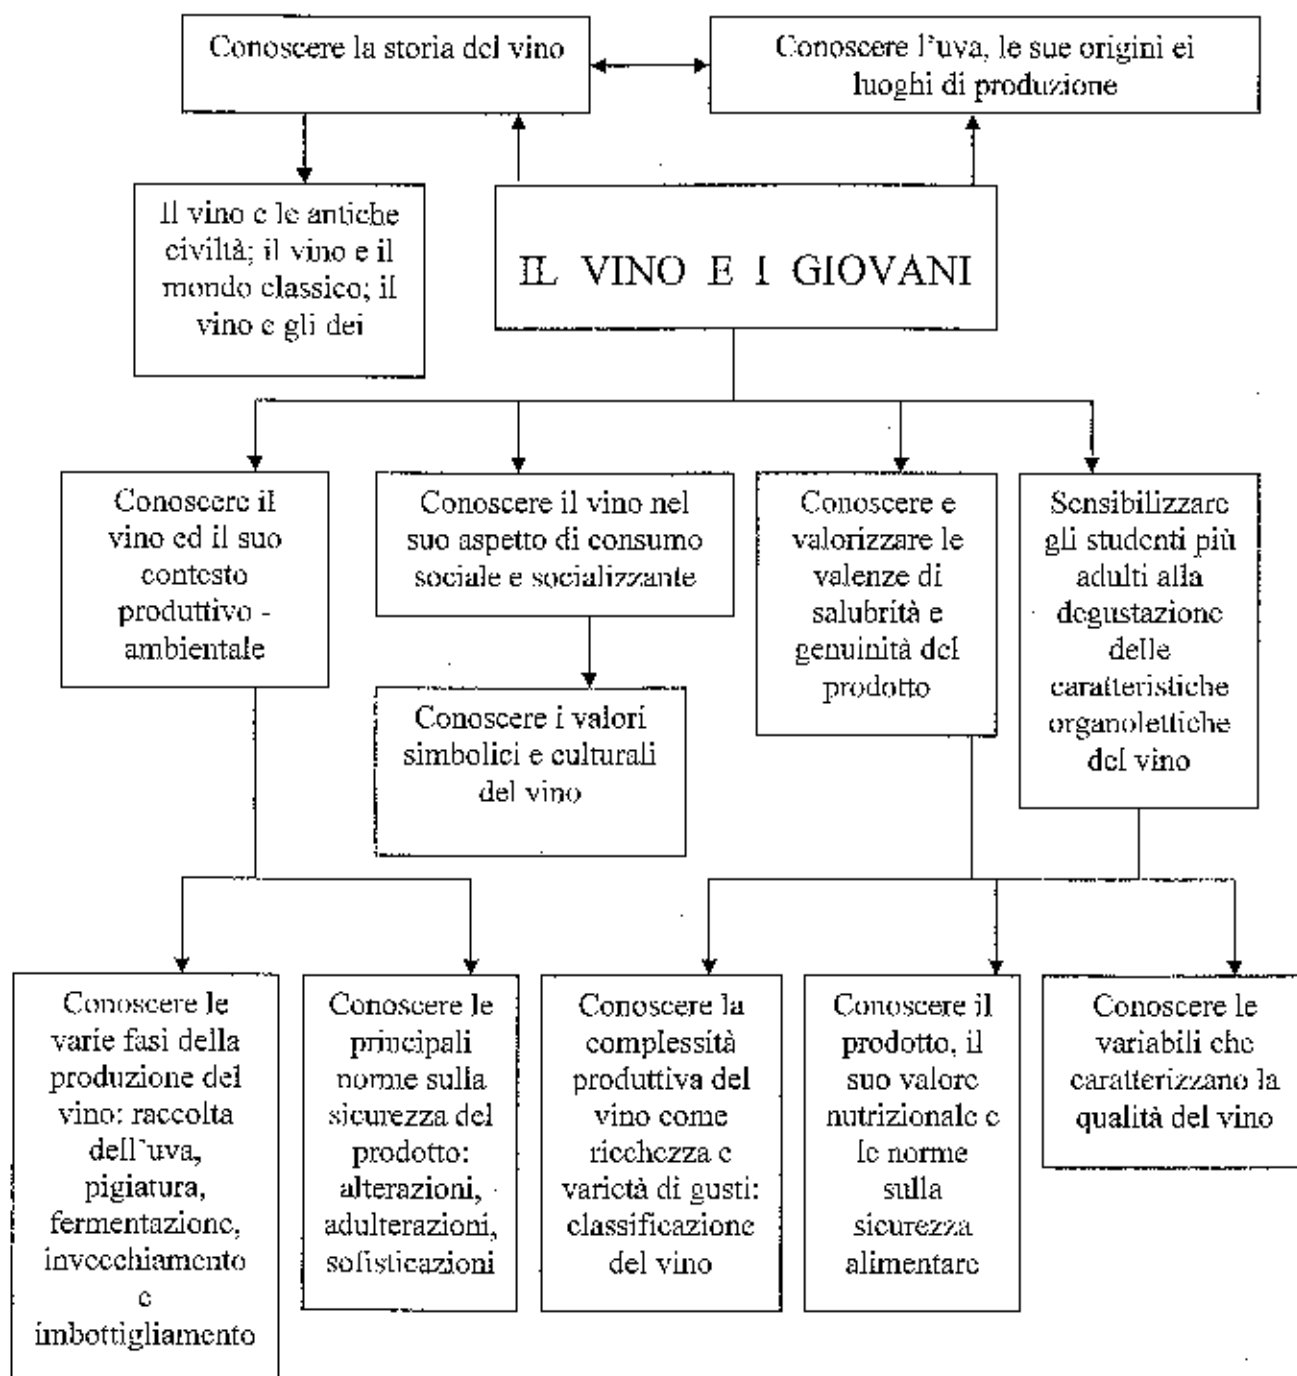 Conoscere la storia del vino
Conoscere l'uva, le sue origini ei
luoghi di produzione
Il vino e le antiche
civiltà; il vino e il
mondo classico; il
vino e gli dei
IL VINO E I GIOVANI
Conoscere il
vino ed il suo
contesto
produttivo -
ambientale
Conoscere il vino nel
suo aspetto di consumo
sociale e socializzante
Conoscere e
valorizzare le
valenze di
salubrità e
genuinità del
prodotto
Sensibilizzare
gli studenti più
adulti alla
degustazione
delle
caratteristiche
organolettiche
del vino
Conoscere i valori
simbolici e culturali
del vino
Conoscere le
varie fasi della
produzione del
vino: raccolta
dell'uva,
pigiatura,
fermentazione,
invecchiamento
e
imbottigliamento
Conoscere le
principali
norme sulla
sicurezza del
prodotto:
alterazioni,
adulterazioni,
sofisticazioni
Conoscere la
complessità
produttiva del
vino come
ricchezza e
varietà di gusti:
classificazione
del vino
Conoscere il
prodotto, il
suo valore
nutrizionale e
le norme
sulla
sicurezza
alimentare
Conoscere le
variabili che
caratterizzano la
qualità del vino